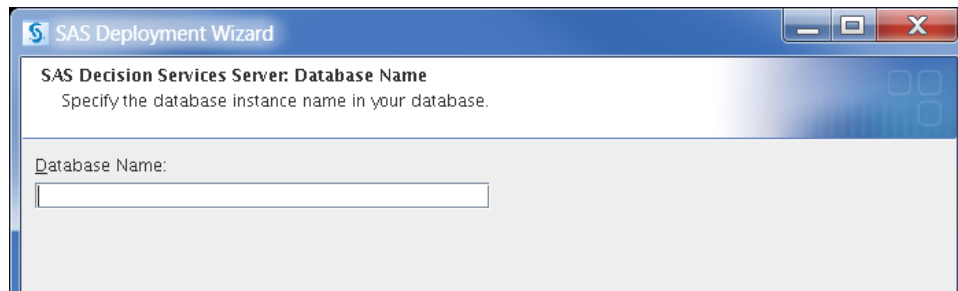 SAS Deployment Wizard
SAS Decision Services Server: Database Name
Specify the database instance name in your database.
Database Name: